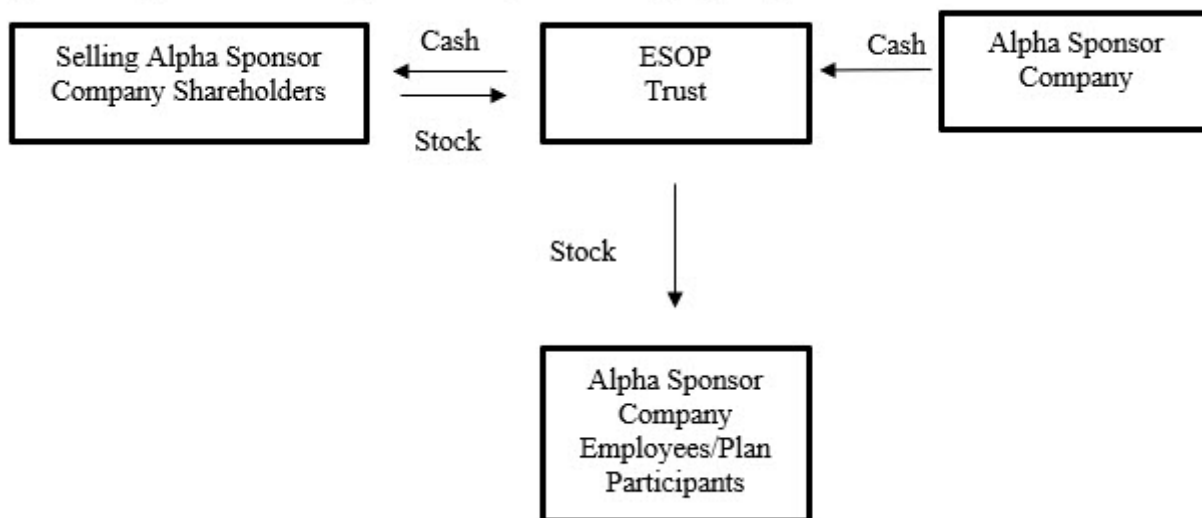 Selling Alpha Sponsor
Company Shareholders
Cash
Stock
ESOP
Trust
Cash
Alpha Sponsor
Company
Stock
Alpha Sponsor
Company
Employees/Plan
Participants